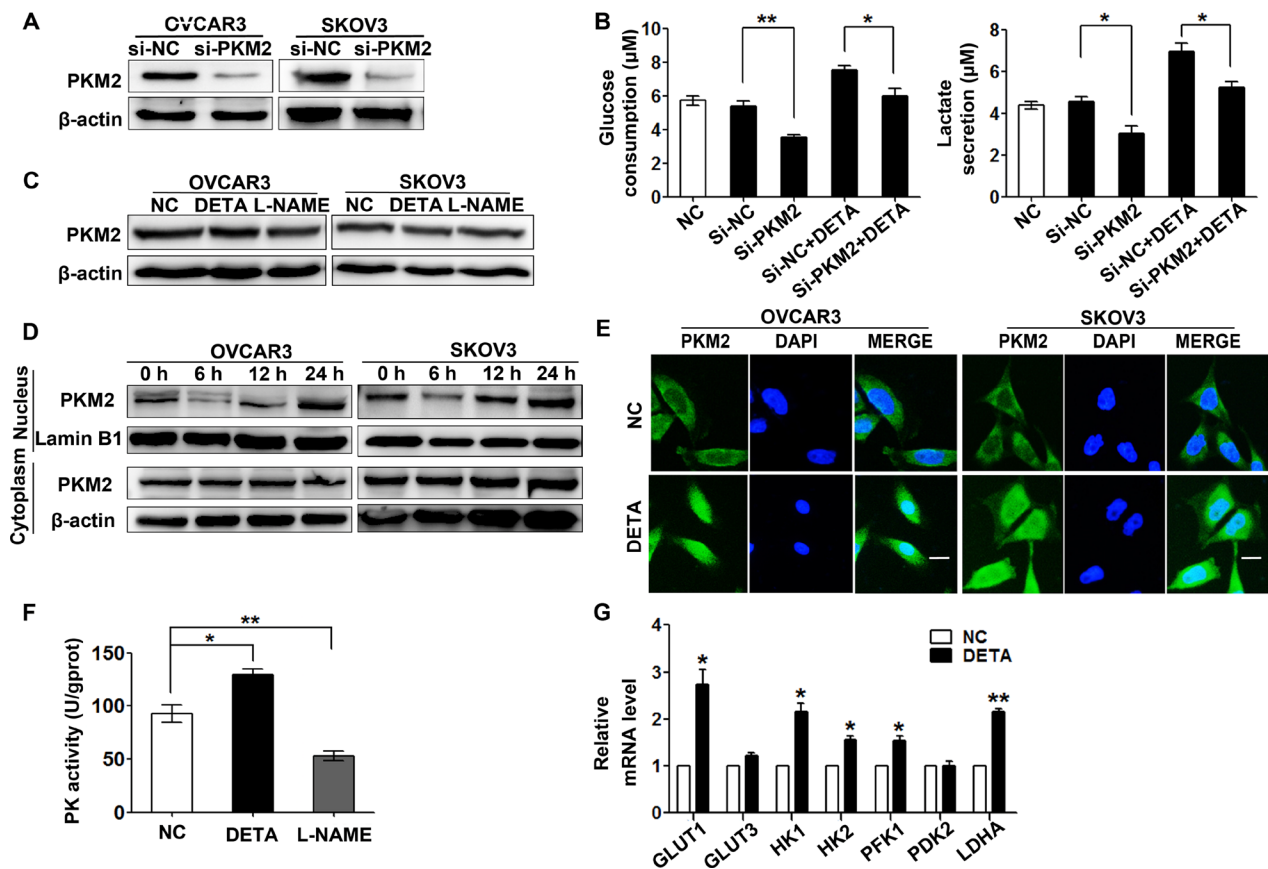 A
OVCAR3 SKOV3
si-NC si-PKM2 si-NC si-PKM2
PKM2
β-actin
B
Glucose consumption (μM)
10
8
6
4
2
0
** *
NC Si-NC Si-PKM2 Si-NC+DETA Si-PKM2+DETA
Lactate secretion (μM)
8
6
4
2
0
* *
NC Si-NC Si-PKM2 Si-NC+DETA Si-PKM2+DETA
C
OVCAR3 SKOV3
NC DETA L-NAME NC DETA L-NAME
PKM2
β-actin
D
OVCAR3 SKOV3
0 h 6 h 12 h 24 h 0 h 6 h 12 h 24 h
Nucleus
PKM2
Lamin B1
Cytoplasm
PKM2
β-actin
E
OVCAR3 SKOV3
PKM2 DAPI MERGE PKM2 DAPI MERGE
NC
DETA
F
PK activity (U/gprot)
150
100
50
0
**
*
NC DETA L-NAME
G
Relative mRNA level
4
3
2
1
0
NC
DETA
* * * * **
GLUT1 GLUT3 HK1 HK2 PFK1 PDK2 LDHA